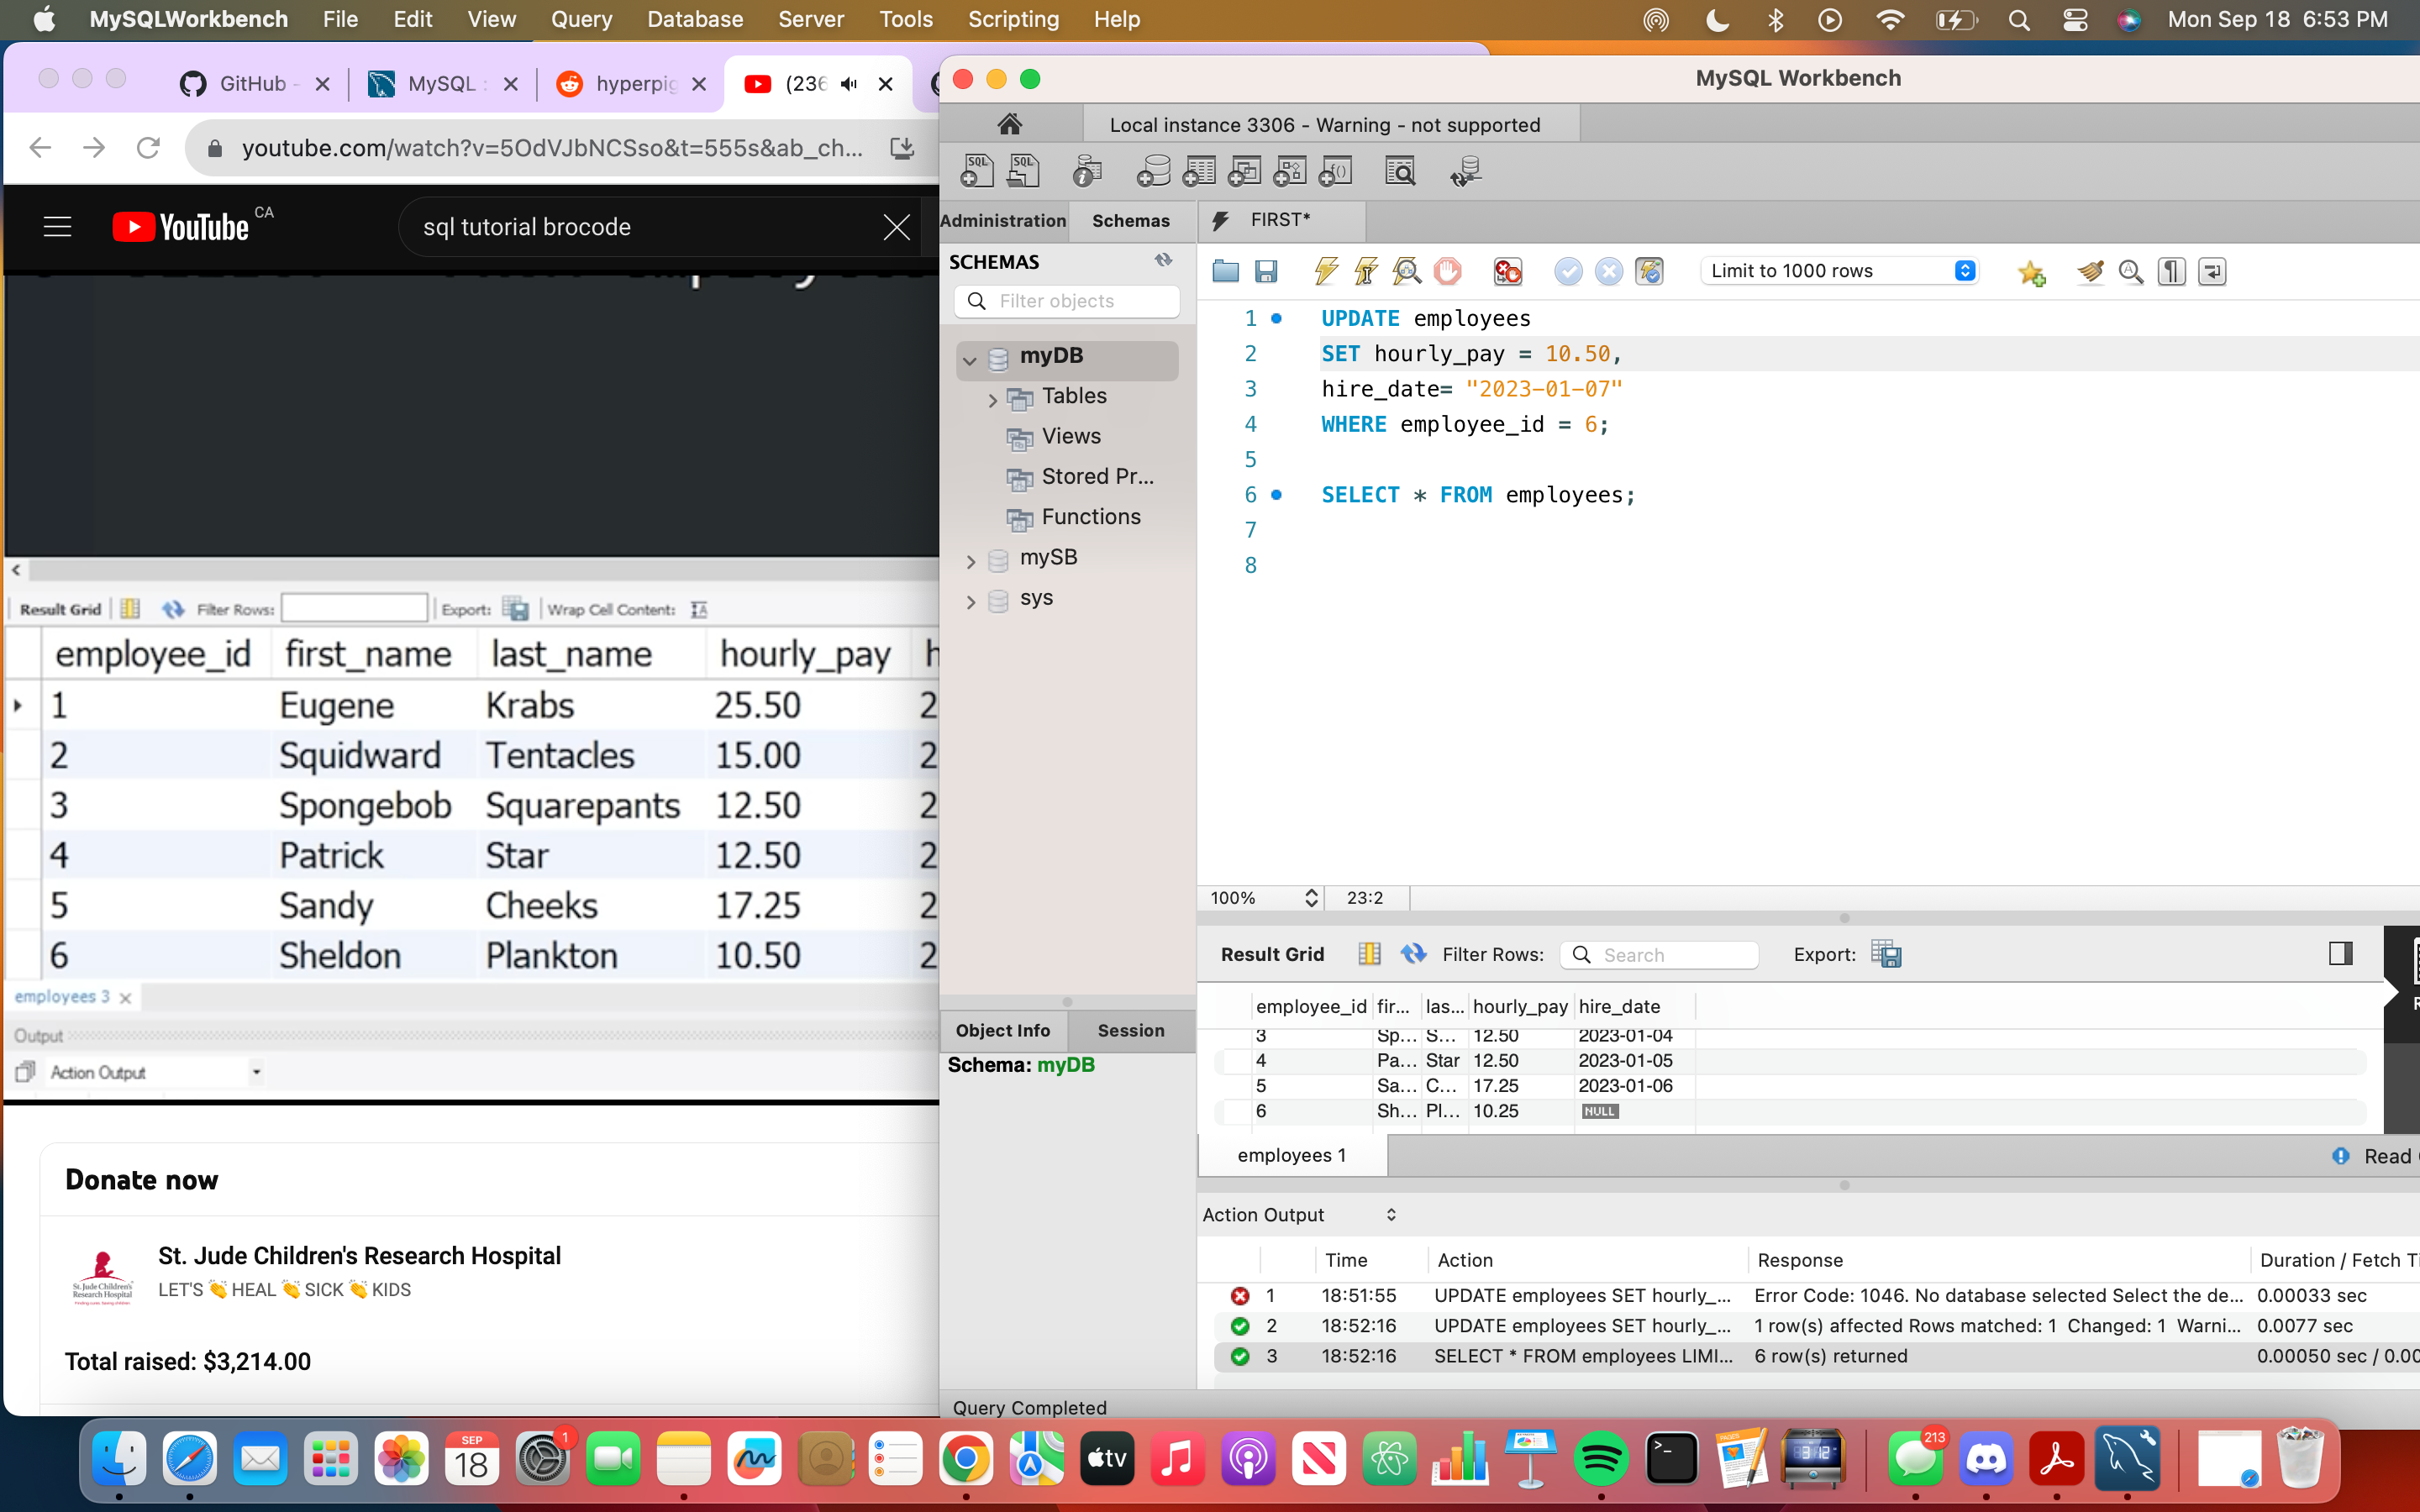 MySQLWorkbench File Edit View Query Database Server Tools Scripting Help Mon Sep 18 6:53 PM
GitHub - MySQL : hyperpig (236
youtube.com/watch?v=5OdVJbNCSso&t=555s&ab_ch...
YouTube CA
sql tutorial brocode
Result Grid Filter Rows: Export: Wrap Cell Content:
employee_id first_name last_name hourly_pay h
1 Eugene Krabs 25.50 2
2 Squidward Tentacles 15.00 2
3 Spongebob Squarepants 12.50 2
4 Patrick Star 12.50 2
5 Sandy Cheeks 17.25 2
6 Sheldon Plankton 10.50 2
employees 3
Output
Action Output
Donate now
St. Jude Children's
Research Hospital
St. Jude Children's Research Hospital
LET'S 👏 HEAL 👏 SICK 👏 KIDS
Total raised: $3,214.00
MySQL Workbench
Local instance 3306 - Warning - not supported
SQL SQL
Administration Schemas
SCHEMAS
Filter objects
myDB
Tables
Views
Stored Pr...
Functions
mySB
sys
Object Info Session
Schema: myDB
FIRST*
Limit to 1000 rows
1 UPDATE employees
2 SET hourly_pay = 10.50,
3 hire_date= "2023-01-07"
4 WHERE employee_id = 6;
5
6 SELECT * FROM employees;
7
8
100% 23:2
Result Grid Filter Rows: Search Export:
employee_id fir... las... hourly_pay hire_date
3 Sp... S... 12.50 2023-01-04
4 Pa... Star 12.50 2023-01-05
5 Sa... C... 17.25 2023-01-06
6 Sh... Pl... 10.25 NULL
employees 1
Read
Action Output
Time Action Response Duration / Fetch Ti
1 18:51:55 UPDATE employees SET hourly_... Error Code: 1046. No database selected Select the de... 0.00033 sec
2 18:52:16 UPDATE employees SET hourly_... 1 row(s) affected Rows matched: 1 Changed: 1 Warni... 0.0077 sec
3 18:52:16 SELECT * FROM employees LIMI... 6 row(s) returned 0.00050 sec / 0.00
Query Completed
SEP
18
1
tv
PAGES
213